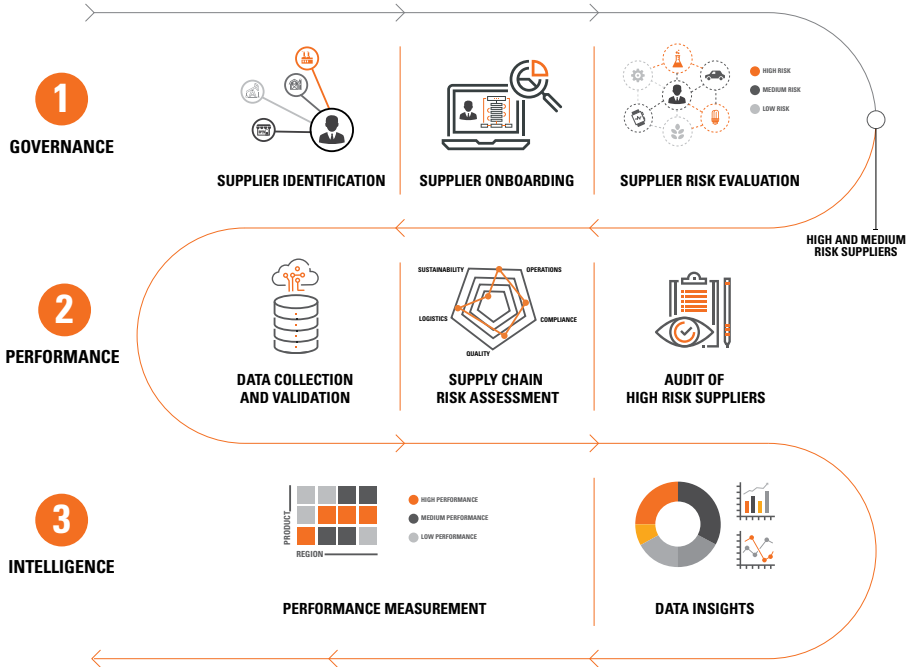 1
GOVERNANCE
SUPPLIER IDENTIFICATION
SUPPLIER ONBOARDING
HIGH RISK
MEDIUM RISK
LOW RISK
SUPPLIER RISK EVALUATION
HIGH AND MEDIUM
RISK SUPPLIERS
2
PERFORMANCE
DATA COLLECTION
AND VALIDATION
SUSTAINABILITY
OPERATIONS
LOGISTICS
COMPLIANCE
QUALITY
SUPPLY CHAIN
RISK ASSESSMENT
AUDIT OF
HIGH RISK SUPPLIERS
3
INTELLIGENCE
PRODUCT
REGION
HIGH PERFORMANCE
MEDIUM PERFORMANCE
LOW PERFORMANCE
PERFORMANCE MEASUREMENT
DATA INSIGHTS